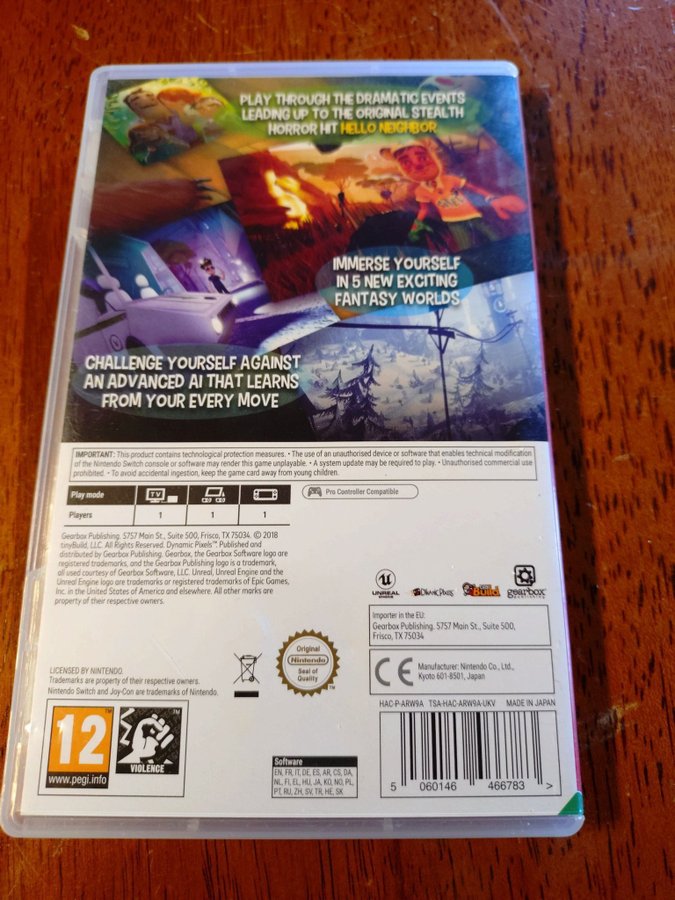 PLAY THROUGH THE DRAMATIC EVENTS
LEADING UP TO THE ORIGINAL STEALTH
HORROR HIT HELLO NEIGHBOR
IMMERSE YOURSELF
IN 5 NEW EXCITING
FANTASY WORLDS
CHALLENGE YOURSELF AGAINST
AN ADVANCED AI THAT LEARNS
FROM YOUR EVERY MOVE
IMPORTANT: This product contains technological protection measures. • The use of an unauthorised device or software that enables technical modification
of the Nintendo Switch console or software may render this game unplayable. • A system update may be required to play. • Unauthorised commercial use
prohibited. • To avoid accidental ingestion, keep the game card away from young children.
Play mode TV
Pro Controller Compatible
Players 1 1 1
Gearbox Publishing. 5757 Main St., Suite 500, Frisco, TX 75034. © 2018
tinyBuild, LLC. All Rights Reserved. Dynamic Pixels™ Published and
distributed by Gearbox Publishing. Gearbox, the Gearbox Software logo are
registered trademarks, and the Gearbox Publishing logo is a trademark,
all used courtesy of Gearbox Software, LLC. Unreal, Unreal Engine and the
Unreal Engine logo are trademarks or registered trademarks of Epic Games,
Inc. in the United States of America and elsewhere. All other marks are
property of their respective owners.
UNREAL
ENGINE
DYNAMIC PIXELS
tinyBuild
gearbox
publishing
Importer in the EU:
Gearbox Publishing. 5757 Main St., Suite 500,
Frisco, TX 75034
CE
Manufacturer: Nintendo Co., Ltd.,
Kyoto 601-8501, Japan
LICENSED BY NINTENDO.
Trademarks are property of their respective owners.
Nintendo Switch and Joy-Con are trademarks of Nintendo.
Original
Nintendo
Seal of
Quality
TM
HAC-P-ARW9A TSA-HAC-ARW9A-UKV MADE IN JAPAN
12
™
www.pegi.info
™
VIOLENCE
Software
EN, FR, IT, DE, ES, AR, CS, DA,
NL, FI, EL, HU, JA, KO, NO, PL,
PT, RU, ZH, SV, TR, HE, SK
5 060146 466783 >